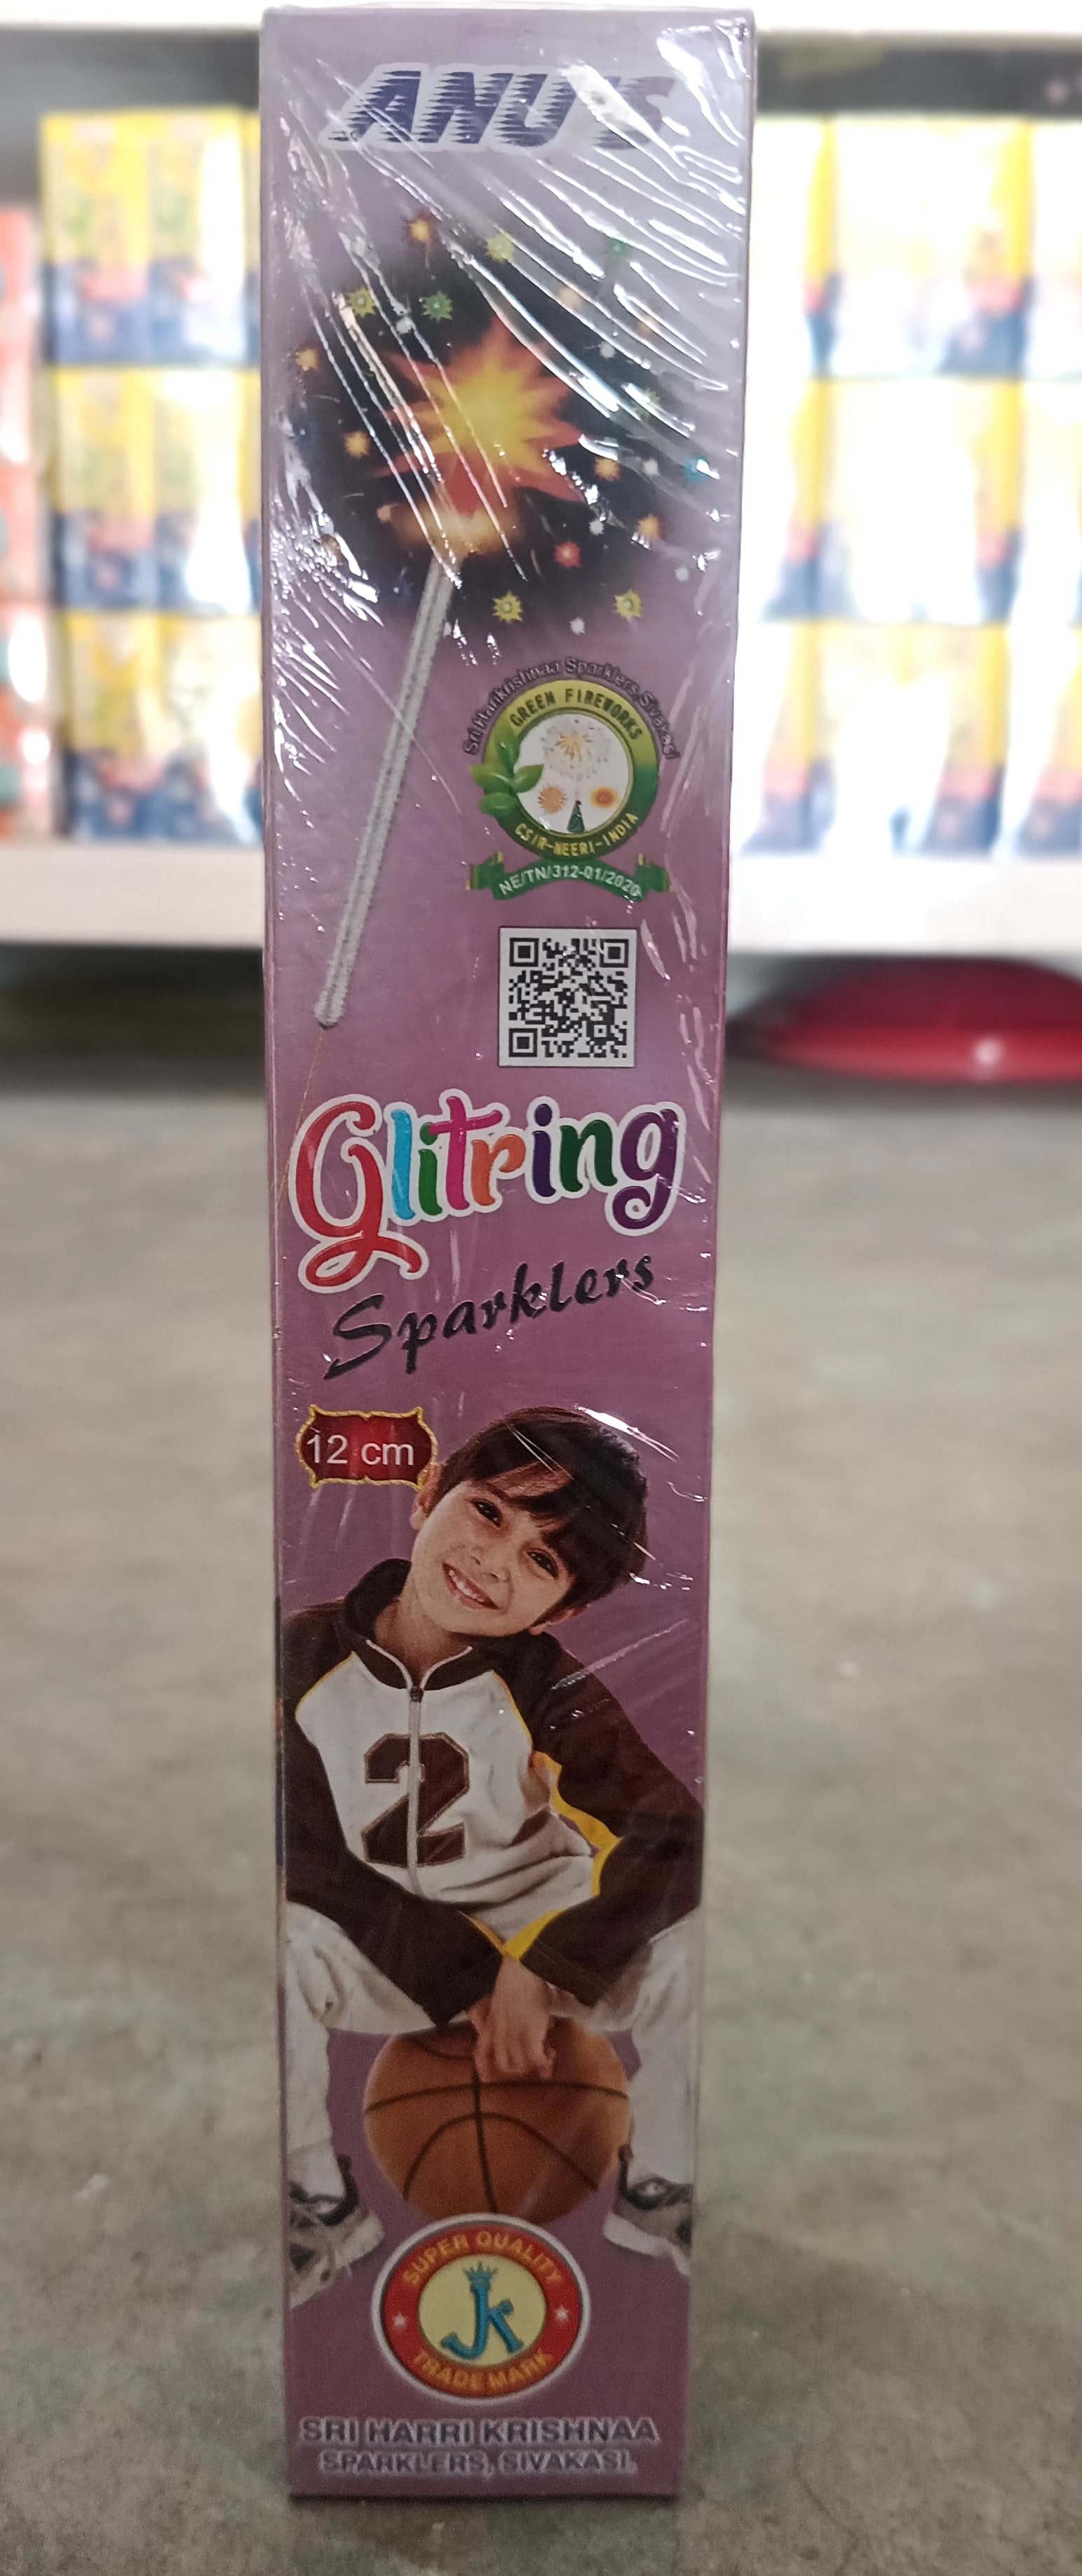 ANU'S
Sri Harikrishnaa Sparklers, Sivakasi
GREEN FIREWORKS
CSIR-NEERI-INDIA
NE/TN/312-01/2020
Glitring
Sparklers
12 cm
2
SUPER QUALITY
jk
TRADE MARK
SRI HARRI KRISHNAA
SPARKLERS, SIVAKASI.